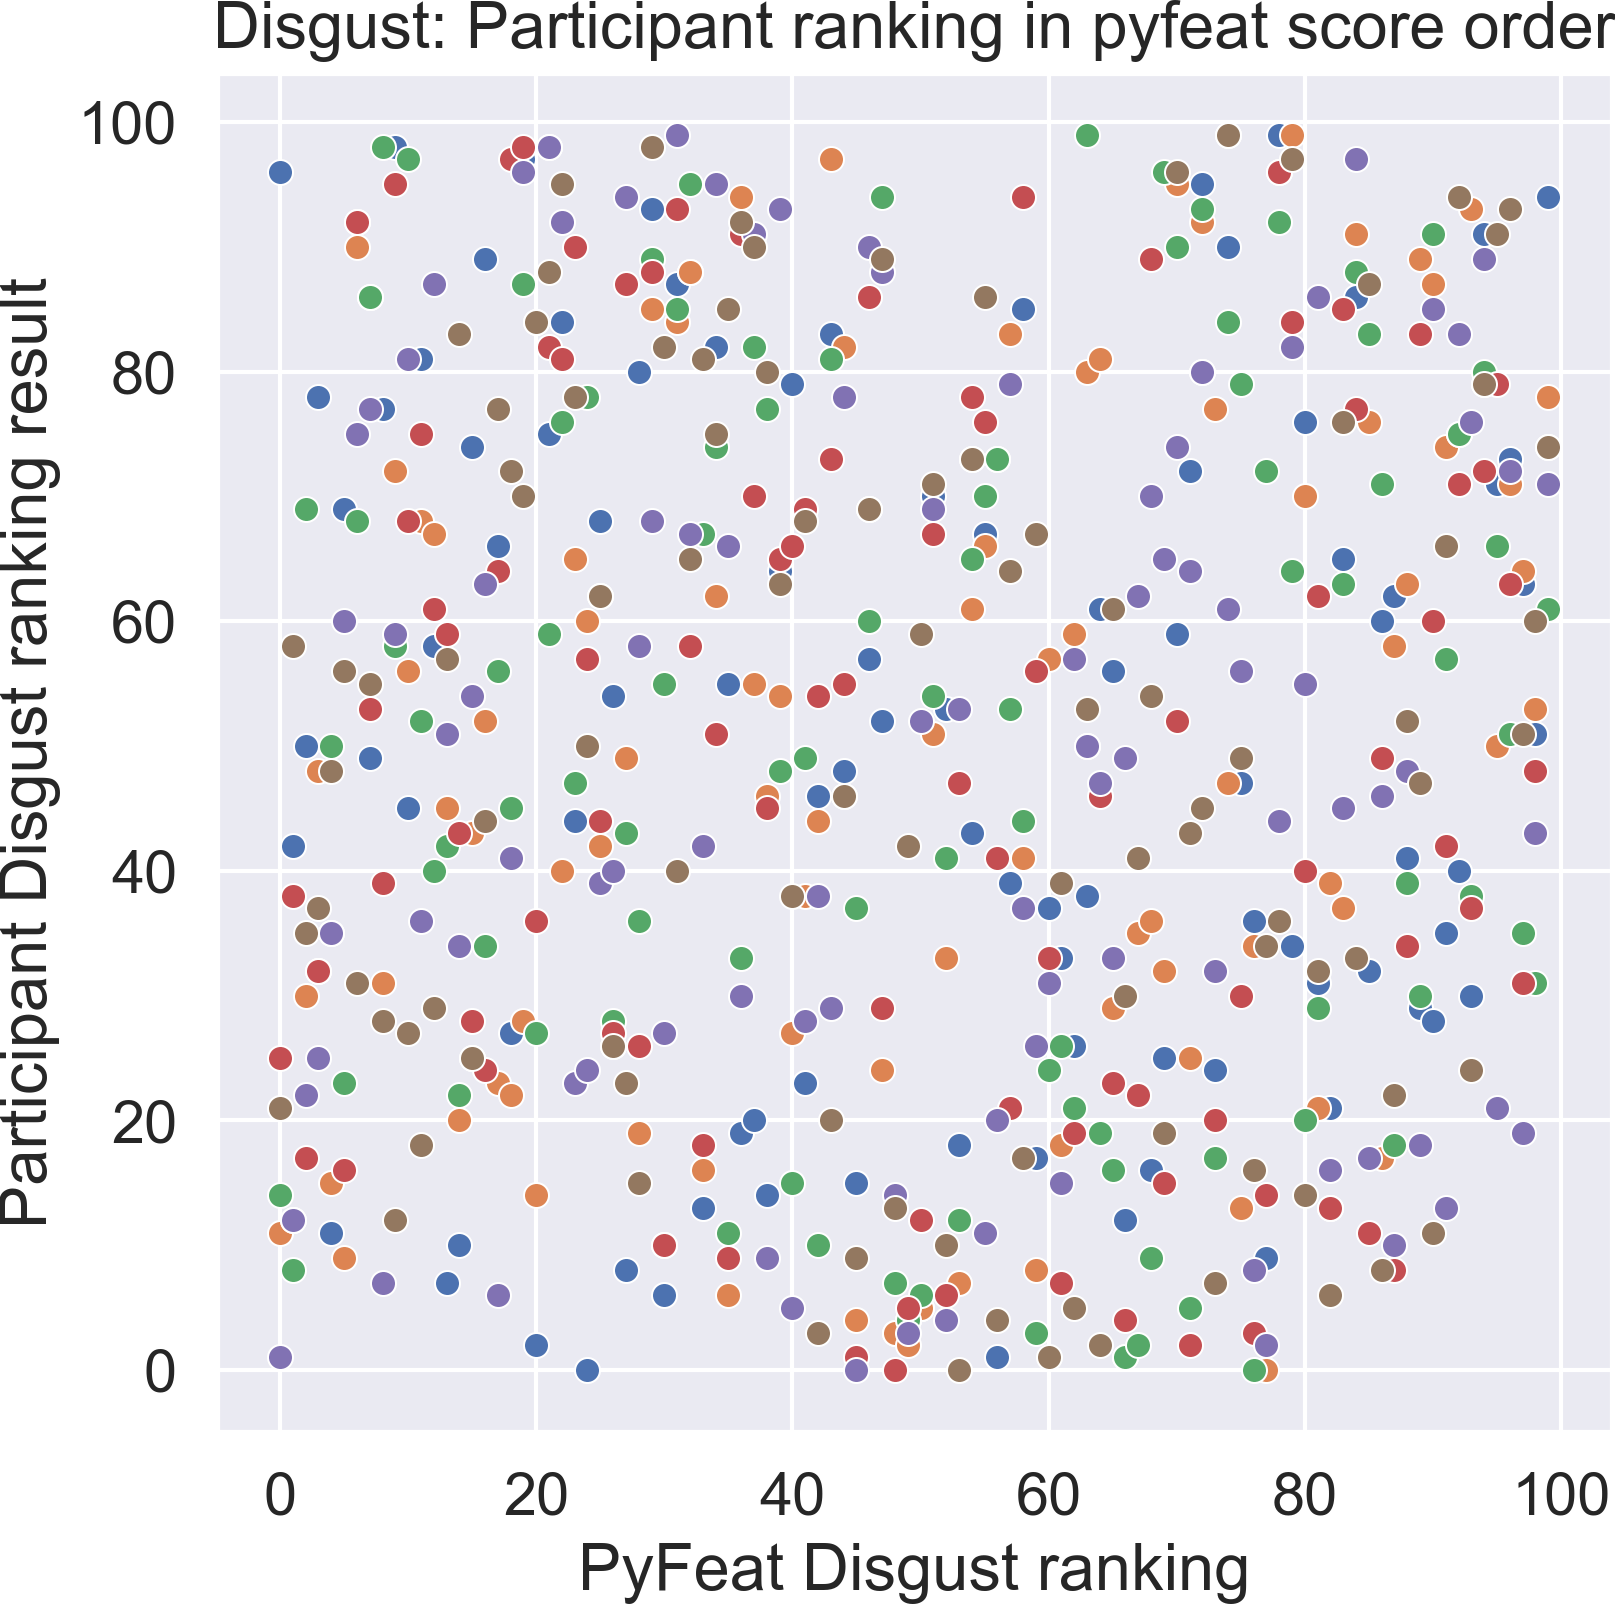 Disgust: Participant ranking in pyfeat score order
Participant Disgust ranking result
100
80
60
40
20
0
0 20 40 60 80 100
PyFeat Disgust ranking